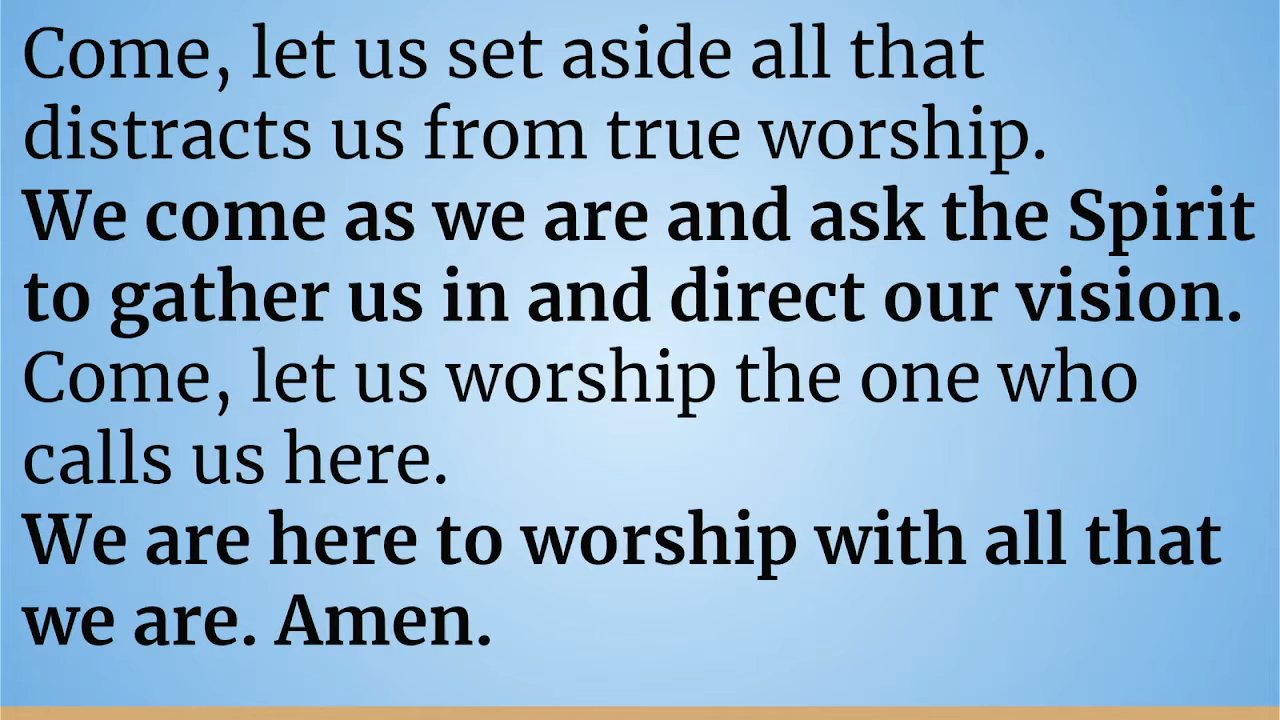 Come, let us set aside all that
distracts us from true worship.
We come as we are and ask the Spirit
to gather us in and direct our vision.
Come, let us worship the one who
calls us here.
We are here to worship with all that
we are. Amen.